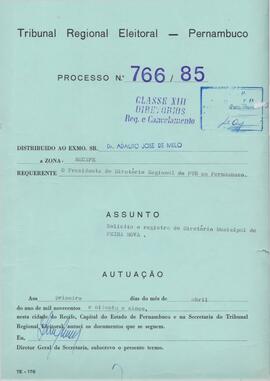 Tribunal Regional Eleitoral — Pernambuco
PROCESSO N.º 766/85
CLASSE XIII
DIRETÓRIOS
Reg. e Cancelamento
DISTRIBUIDO AO EXMO. SR. Dr. ADAUTO JOSÉ DE MELO
a ZONA: RECIFE
REQUERENTE O Presidente do Diretório Regional do em Pernambuco.
ASSUNTO
Solicita o registro do Diretório Municipal de
FEIRA NOVA.
AUTUAÇÃO
Aos primeiro dias do mês de abril
do ano de mil novecentos e oitenta e cinco,
nesta cidade do Recife, Capital do Estado de Pernambuco e na Secretaria do Tribunal
Regional Eleitoral, autuei os documentos que se seguem.
Eu,
Diretor Geral da Secretaria, subscrevo o presente termo.
TE - 176